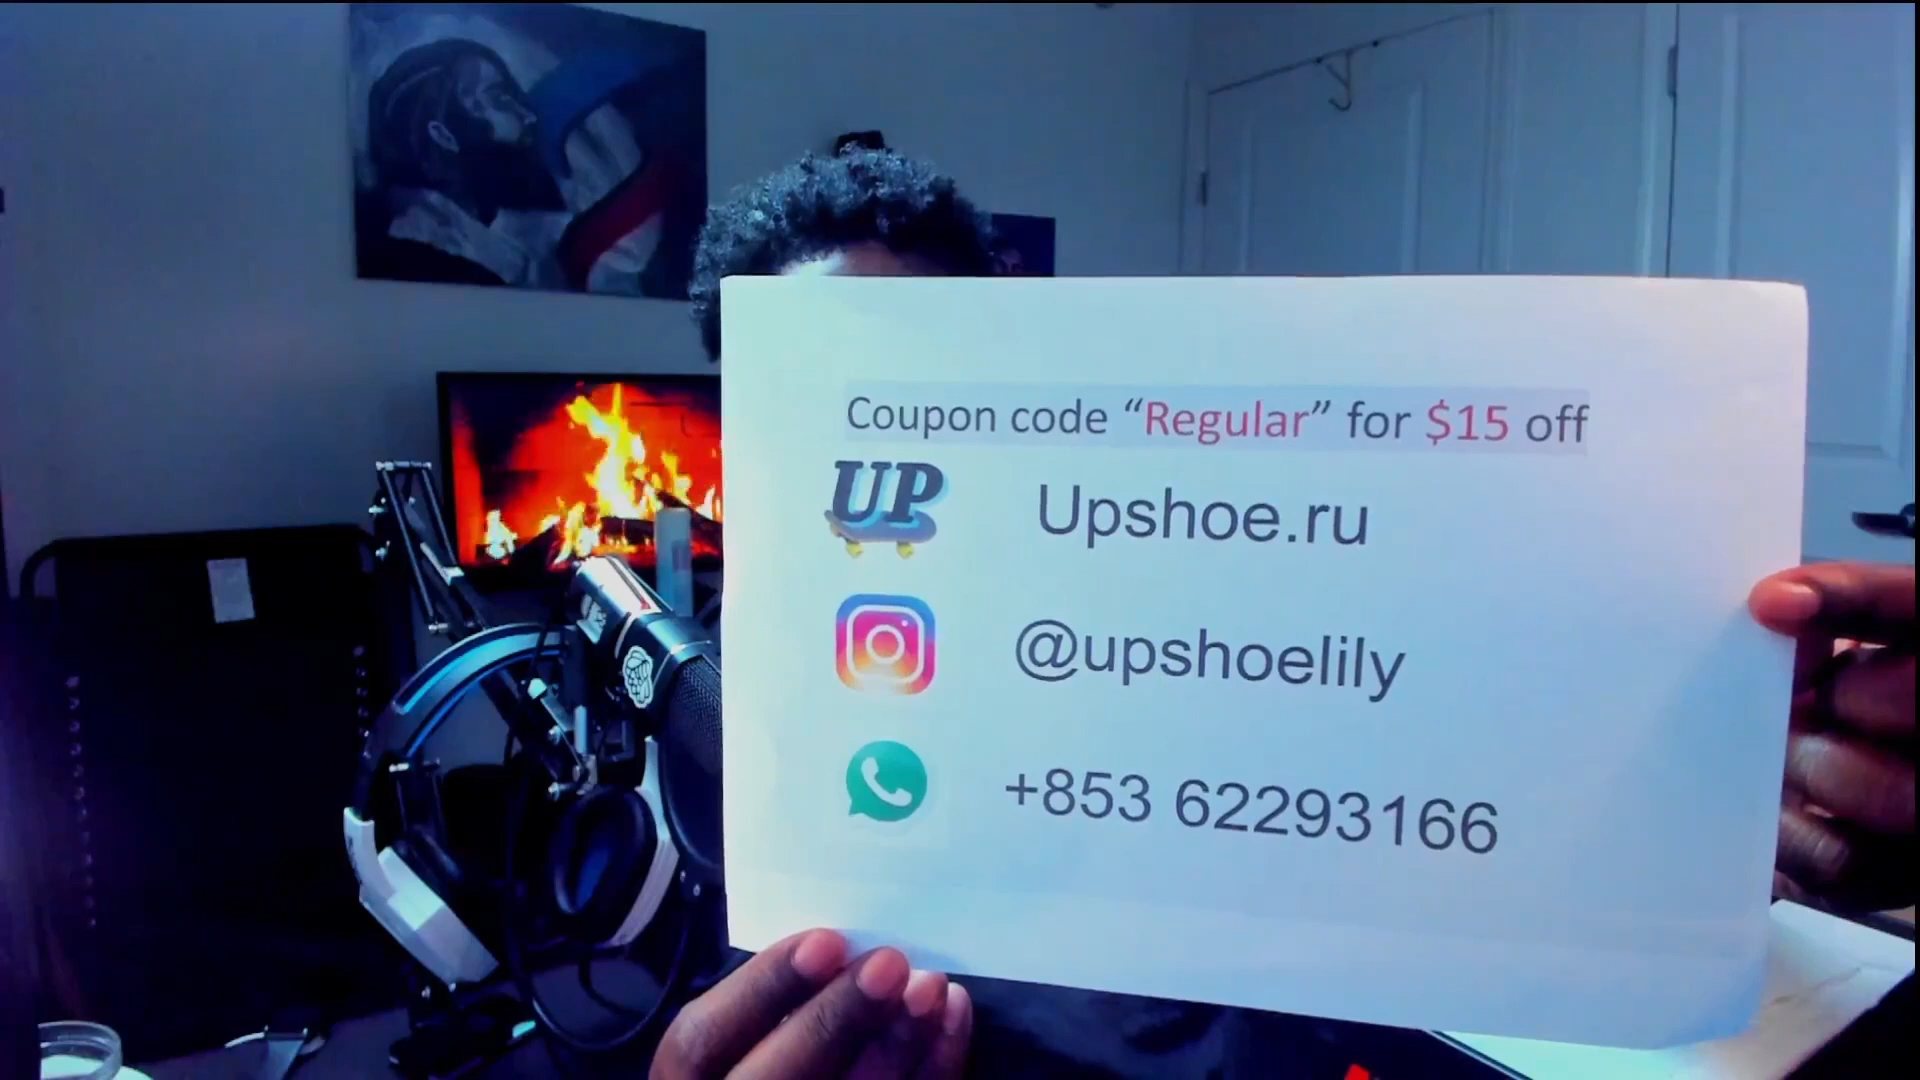 Coupon code “Regular” for $15 off
UP
Upshoe.ru
@upshoelily
+853 62293166